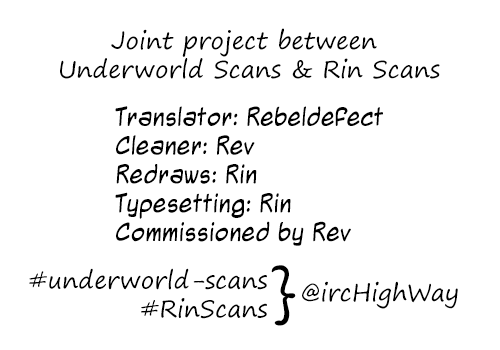 Joint project between
Underworld Scans & Rin Scans
Translator: Rebeldefect
Cleaner: Rev
Redraws: Rin
Typesetting: Rin
Commissioned by Rev
#underworld-scans
#RinScans
} @ircHighWay